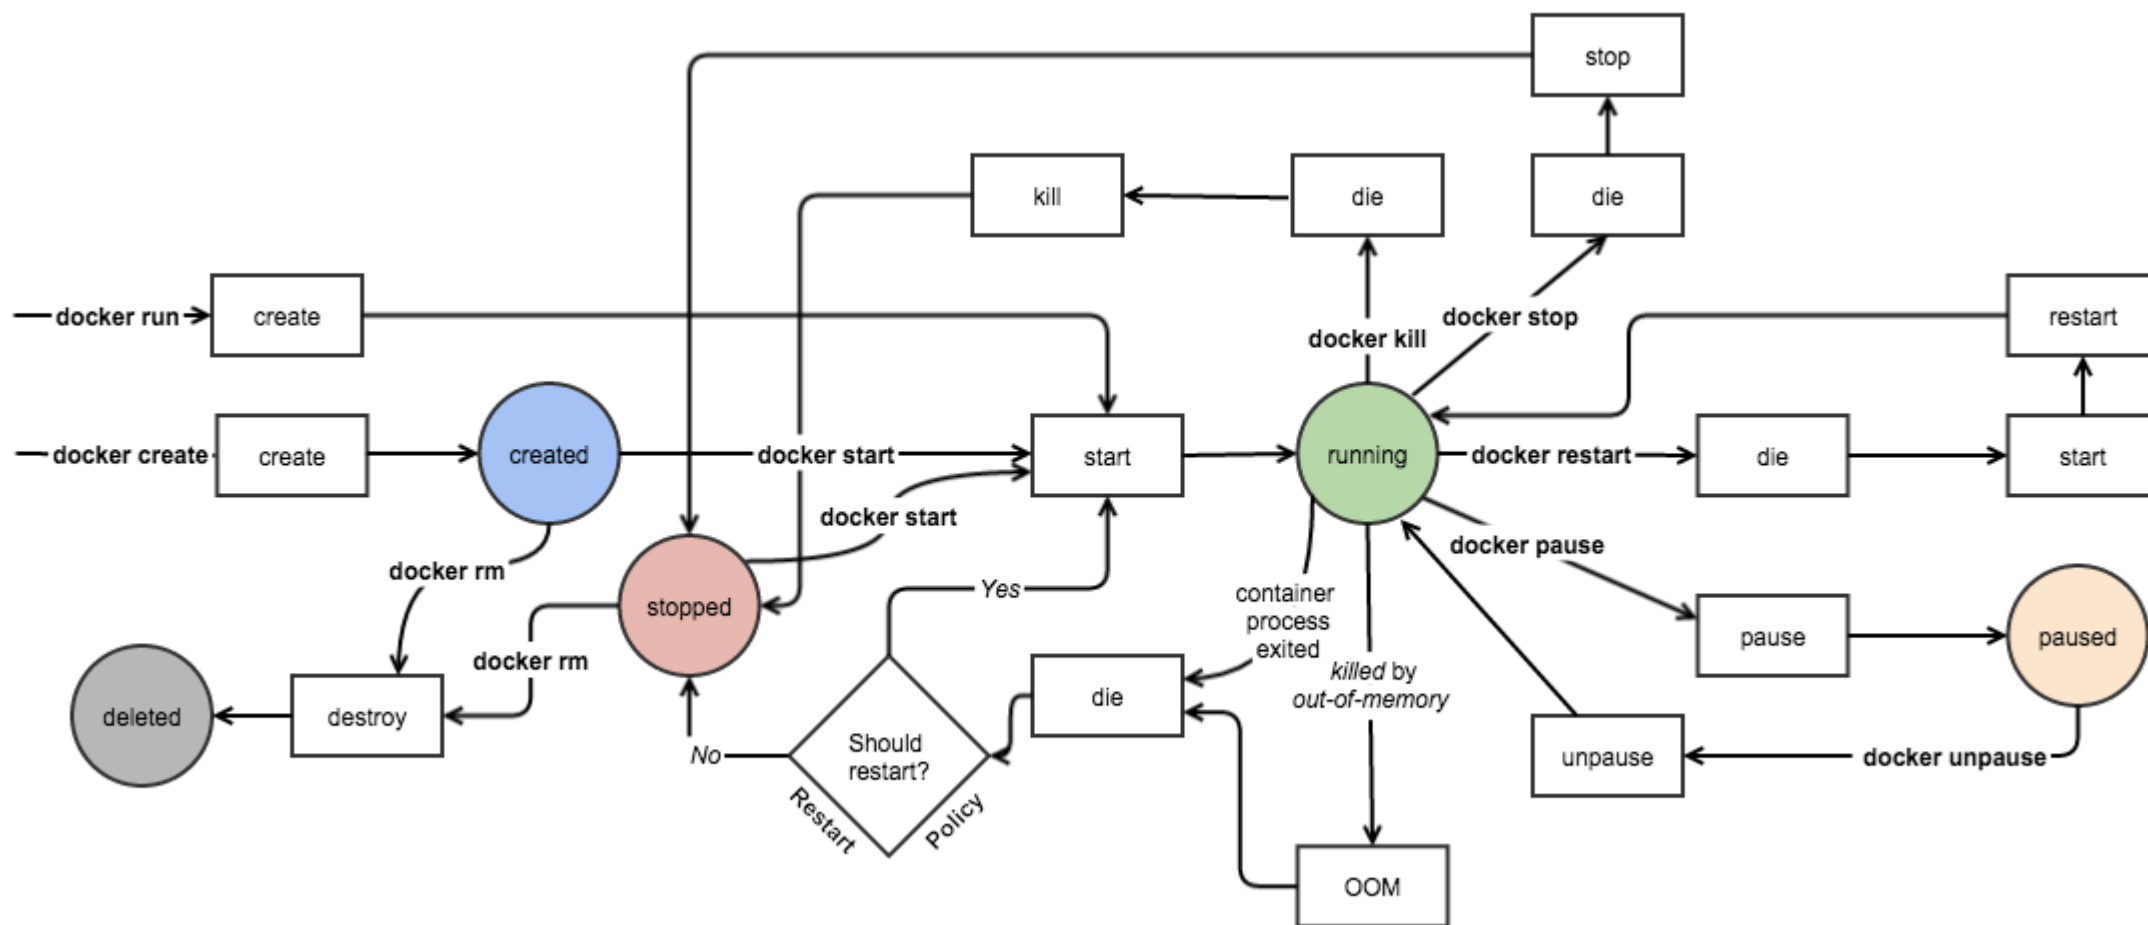 stop
kill
die
die
docker run
create
docker kill
docker stop
restart
docker create
create
created
docker start
start
running
docker restart
die
start
docker start
docker pause
docker rm
Yes
container
process
exited
stopped
pause
paused
docker rm
killed by
out-of-memory
die
deleted
destroy
No
Should
restart?
Restart
Policy
unpause
docker unpause
OOM